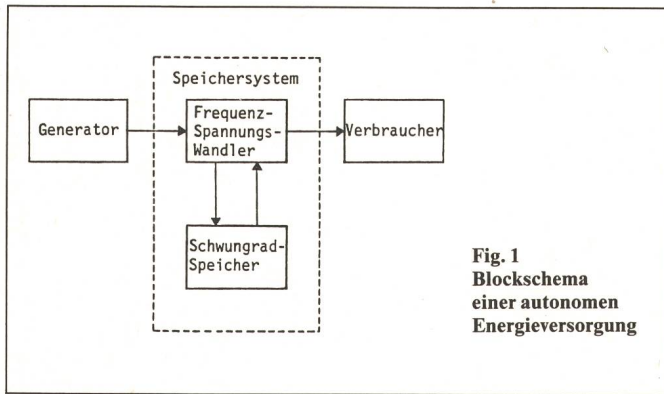 Speichersystem
Generator
Frequenz-
Spannungs-
Wandler
Verbraucher
Schwungrad-
Speicher
Fig. 1
Blockschema
einer autonomen
Energieversorgung